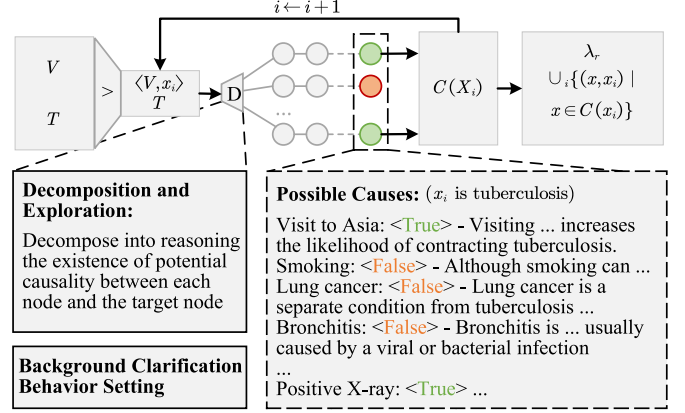 i ← i + 1
V
T
>
⟨V, x_i⟩
T
D
...
C(X_i)
λ_r
∪_i{(x, x_i) |
x ∈ C(x_i)}
Decomposition and
Exploration:
Decompose into reasoning
the existence of potential
causality between each
node and the target node
Background Clarification
Behavior Setting
Possible Causes: (x_i is tuberculosis)
Visit to Asia: <True> - Visiting ... increases
the likelihood of contracting tuberculosis.
Smoking: <False> - Although smoking can ...
Lung cancer: <False> - Lung cancer is a
separate condition from tuberculosis ...
Bronchitis: <False> - Bronchitis is ... usually
caused by a viral or bacterial infection
...
Positive X-ray: <True> ...